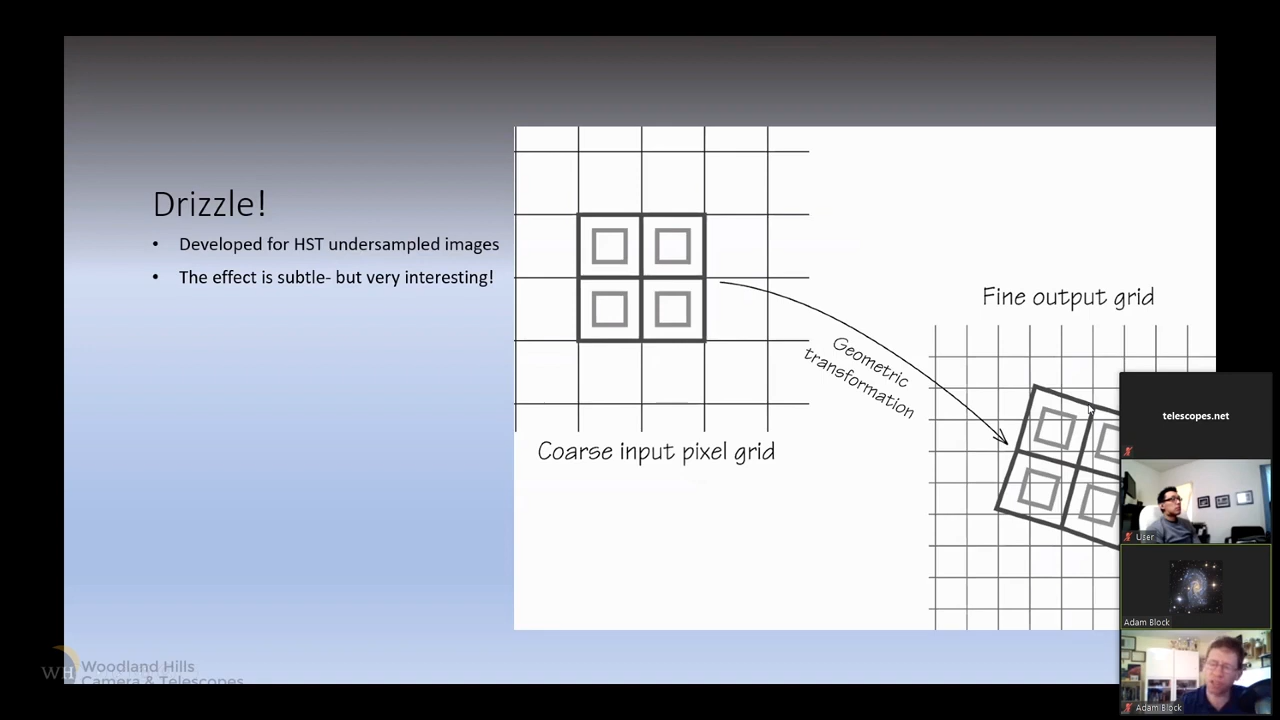 Drizzle!
• Developed for HST undersampled images
• The effect is subtle- but very interesting!
Coarse input pixel grid
Geometric
transformation
Fine output grid
telescopes.net
User
Adam Block
Adam Block
WH
Woodland Hills
Camera & Telescopes